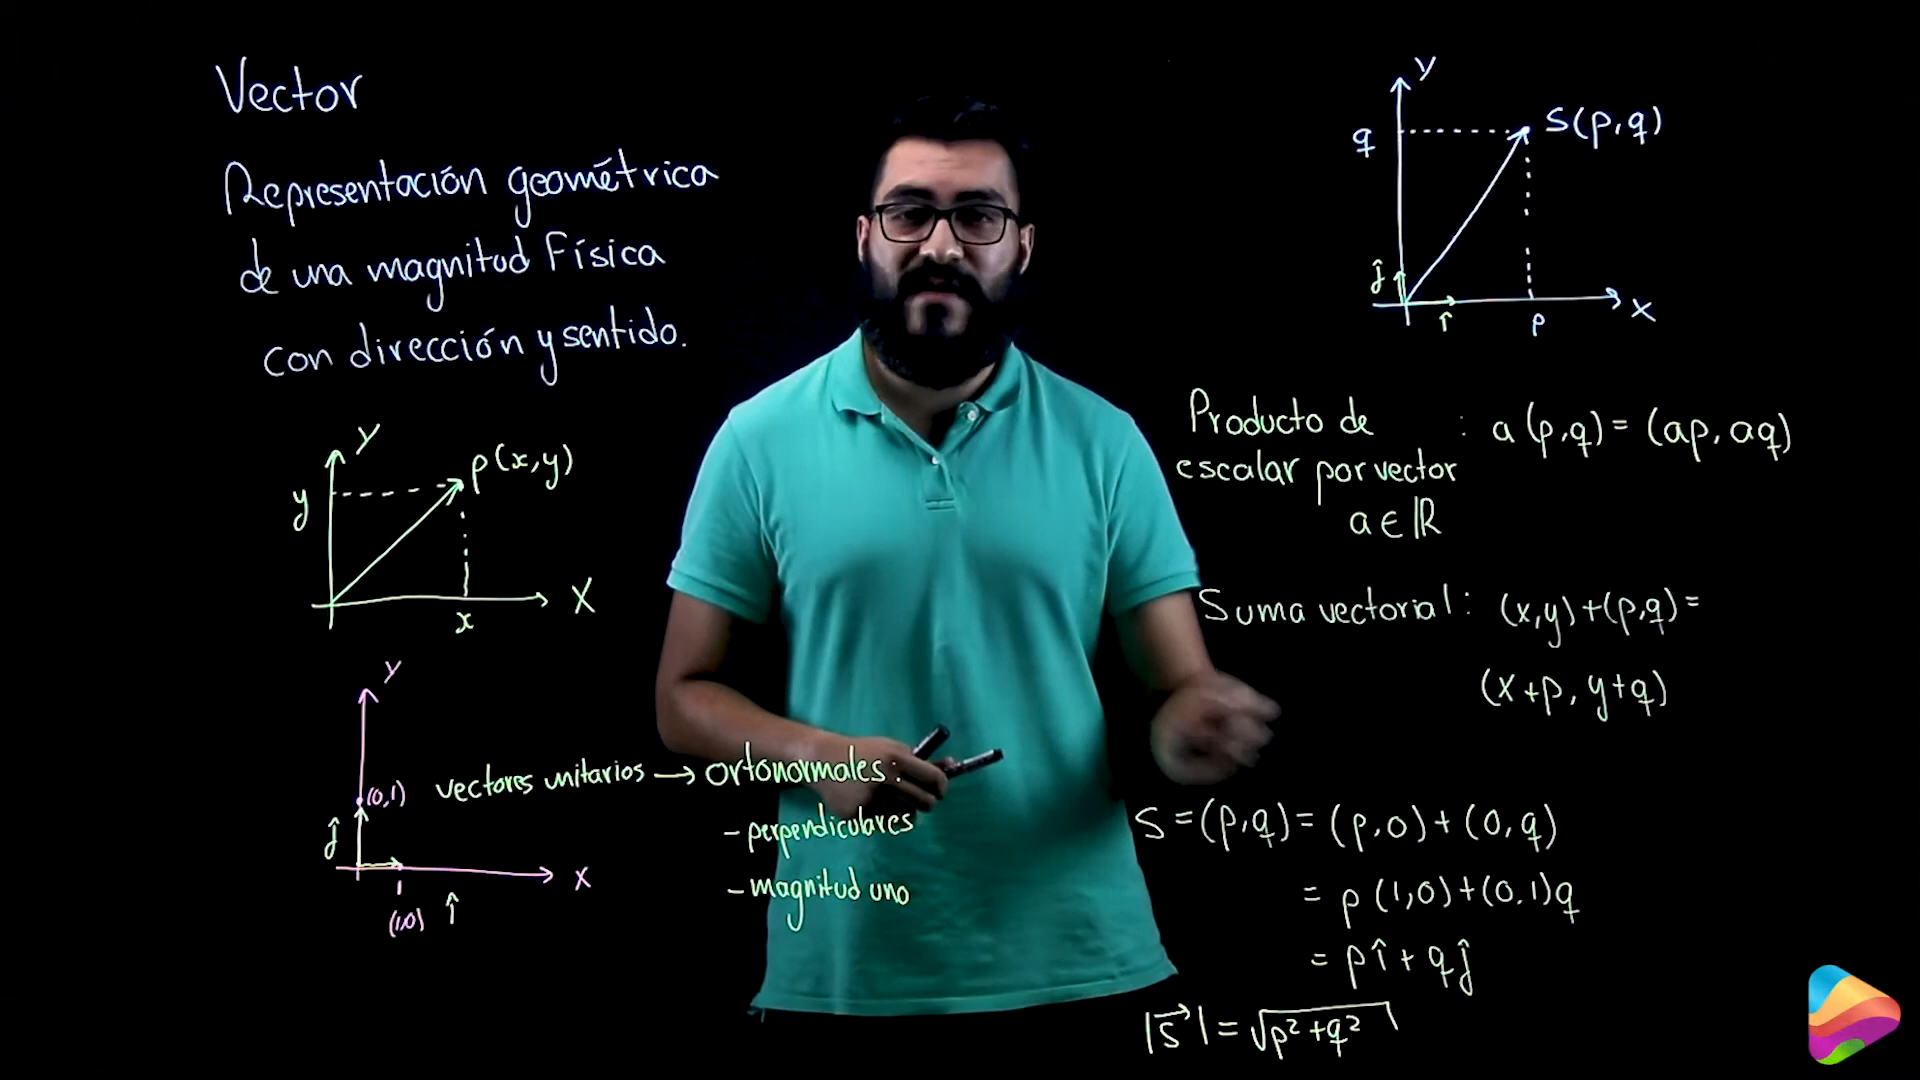 Vector
Representación geométrica
de una magnitud Física
con dirección y sentido.
Y
y
p(x,y)
X
x
Y
(0,1)
ĵ
X
(1,0) î
vectores unitarios → ortonormales:
- perpendiculares
- magnitud uno
Y
q
S(p,q)
ĵ
î
p
X
Producto de
escalar por vector
a ∈ ℝ
: a(p,q) = (ap, aq)
Suma vectorial: (x,y)+(p,q)=
(x+p, y+q)
S = (p,q) = (p,0) + (0,q)
= p(1,0)+(0,1)q
= pî + qĵ
|s⃗| = √p²+q²